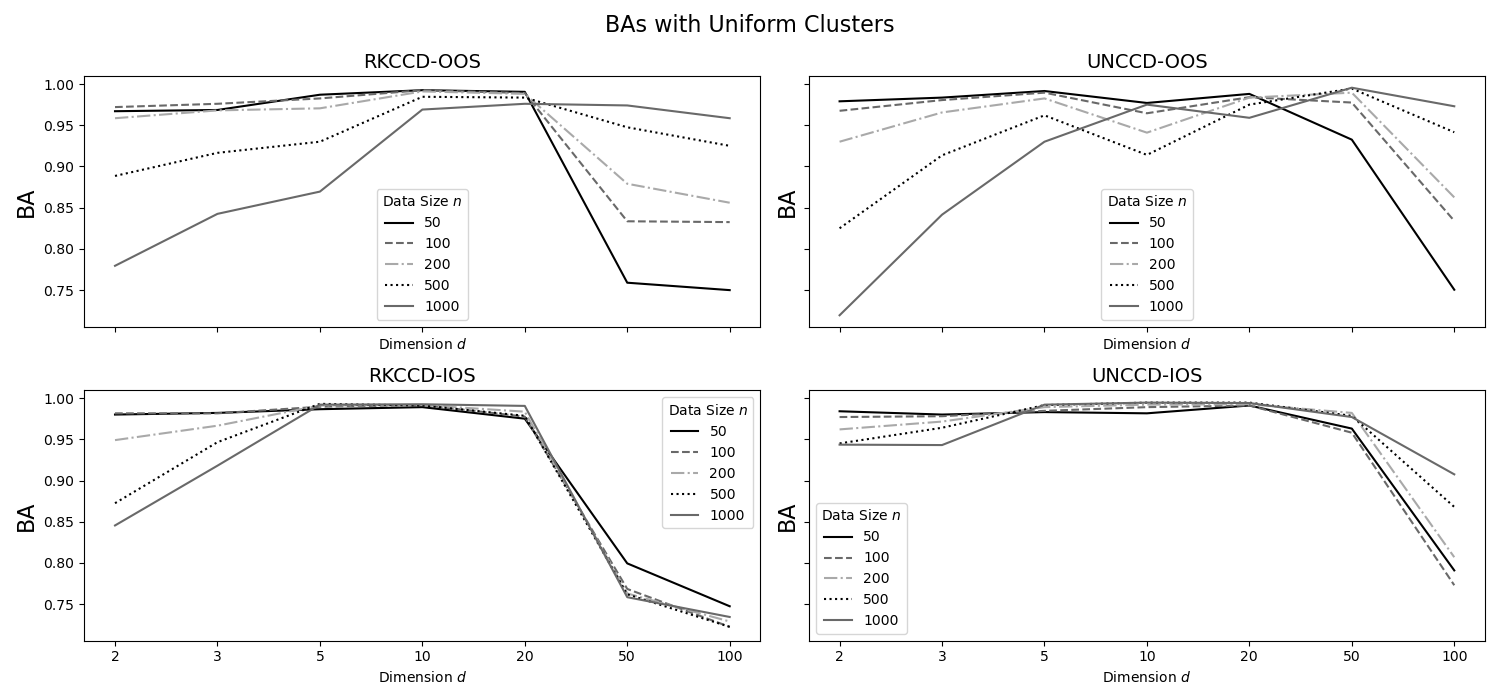 BAs with Uniform Clusters
RKCCD-OOS
BA
1.00
0.95
0.90
0.85
0.80
0.75
Data Size n
50
100
200
500
1000
Dimension d
UNCCD-OOS
BA
Data Size n
50
100
200
500
1000
Dimension d
RKCCD-IOS
BA
1.00
0.95
0.90
0.85
0.80
0.75
Data Size n
50
100
200
500
1000
2 3 5 10 20 50 100
Dimension d
UNCCD-IOS
BA
Data Size n
50
100
200
500
1000
2 3 5 10 20 50 100
Dimension d